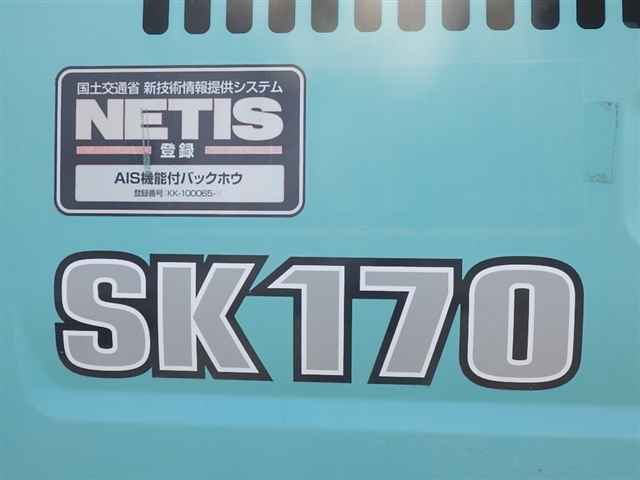 国土交通省 新技術情報提供システム
NETIS
登録
AIS機能付バックホウ
登録番号:KK-100065-
SK170